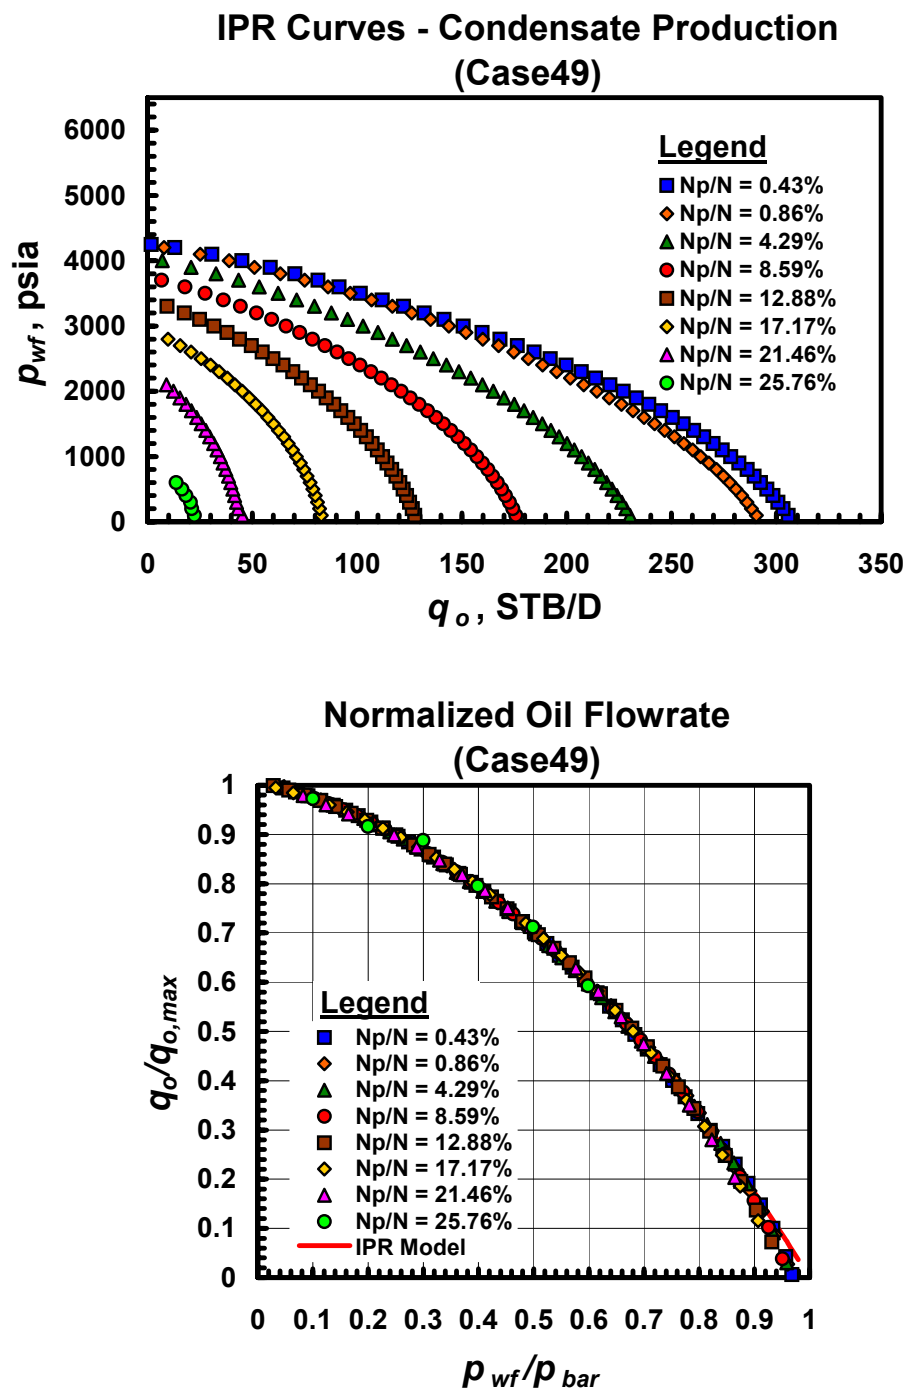 IPR Curves - Condensate Production
(Case49)
6000
5000
4000
3000
2000
1000
0
p wf , psia
Legend
Np/N = 0.43%
Np/N = 0.86%
Np/N = 4.29%
Np/N = 8.59%
Np/N = 12.88%
Np/N = 17.17%
Np/N = 21.46%
Np/N = 25.76%
0 50 100 150 200 250 300 350
q o , STB/D
Normalized Oil Flowrate
(Case49)
1
0.9
0.8
0.7
0.6
0.5
0.4
0.3
0.2
0.1
0
q o /q o,max
Legend
Np/N = 0.43%
Np/N = 0.86%
Np/N = 4.29%
Np/N = 8.59%
Np/N = 12.88%
Np/N = 17.17%
Np/N = 21.46%
Np/N = 25.76%
IPR Model
0 0.1 0.2 0.3 0.4 0.5 0.6 0.7 0.8 0.9 1
p wf /p bar